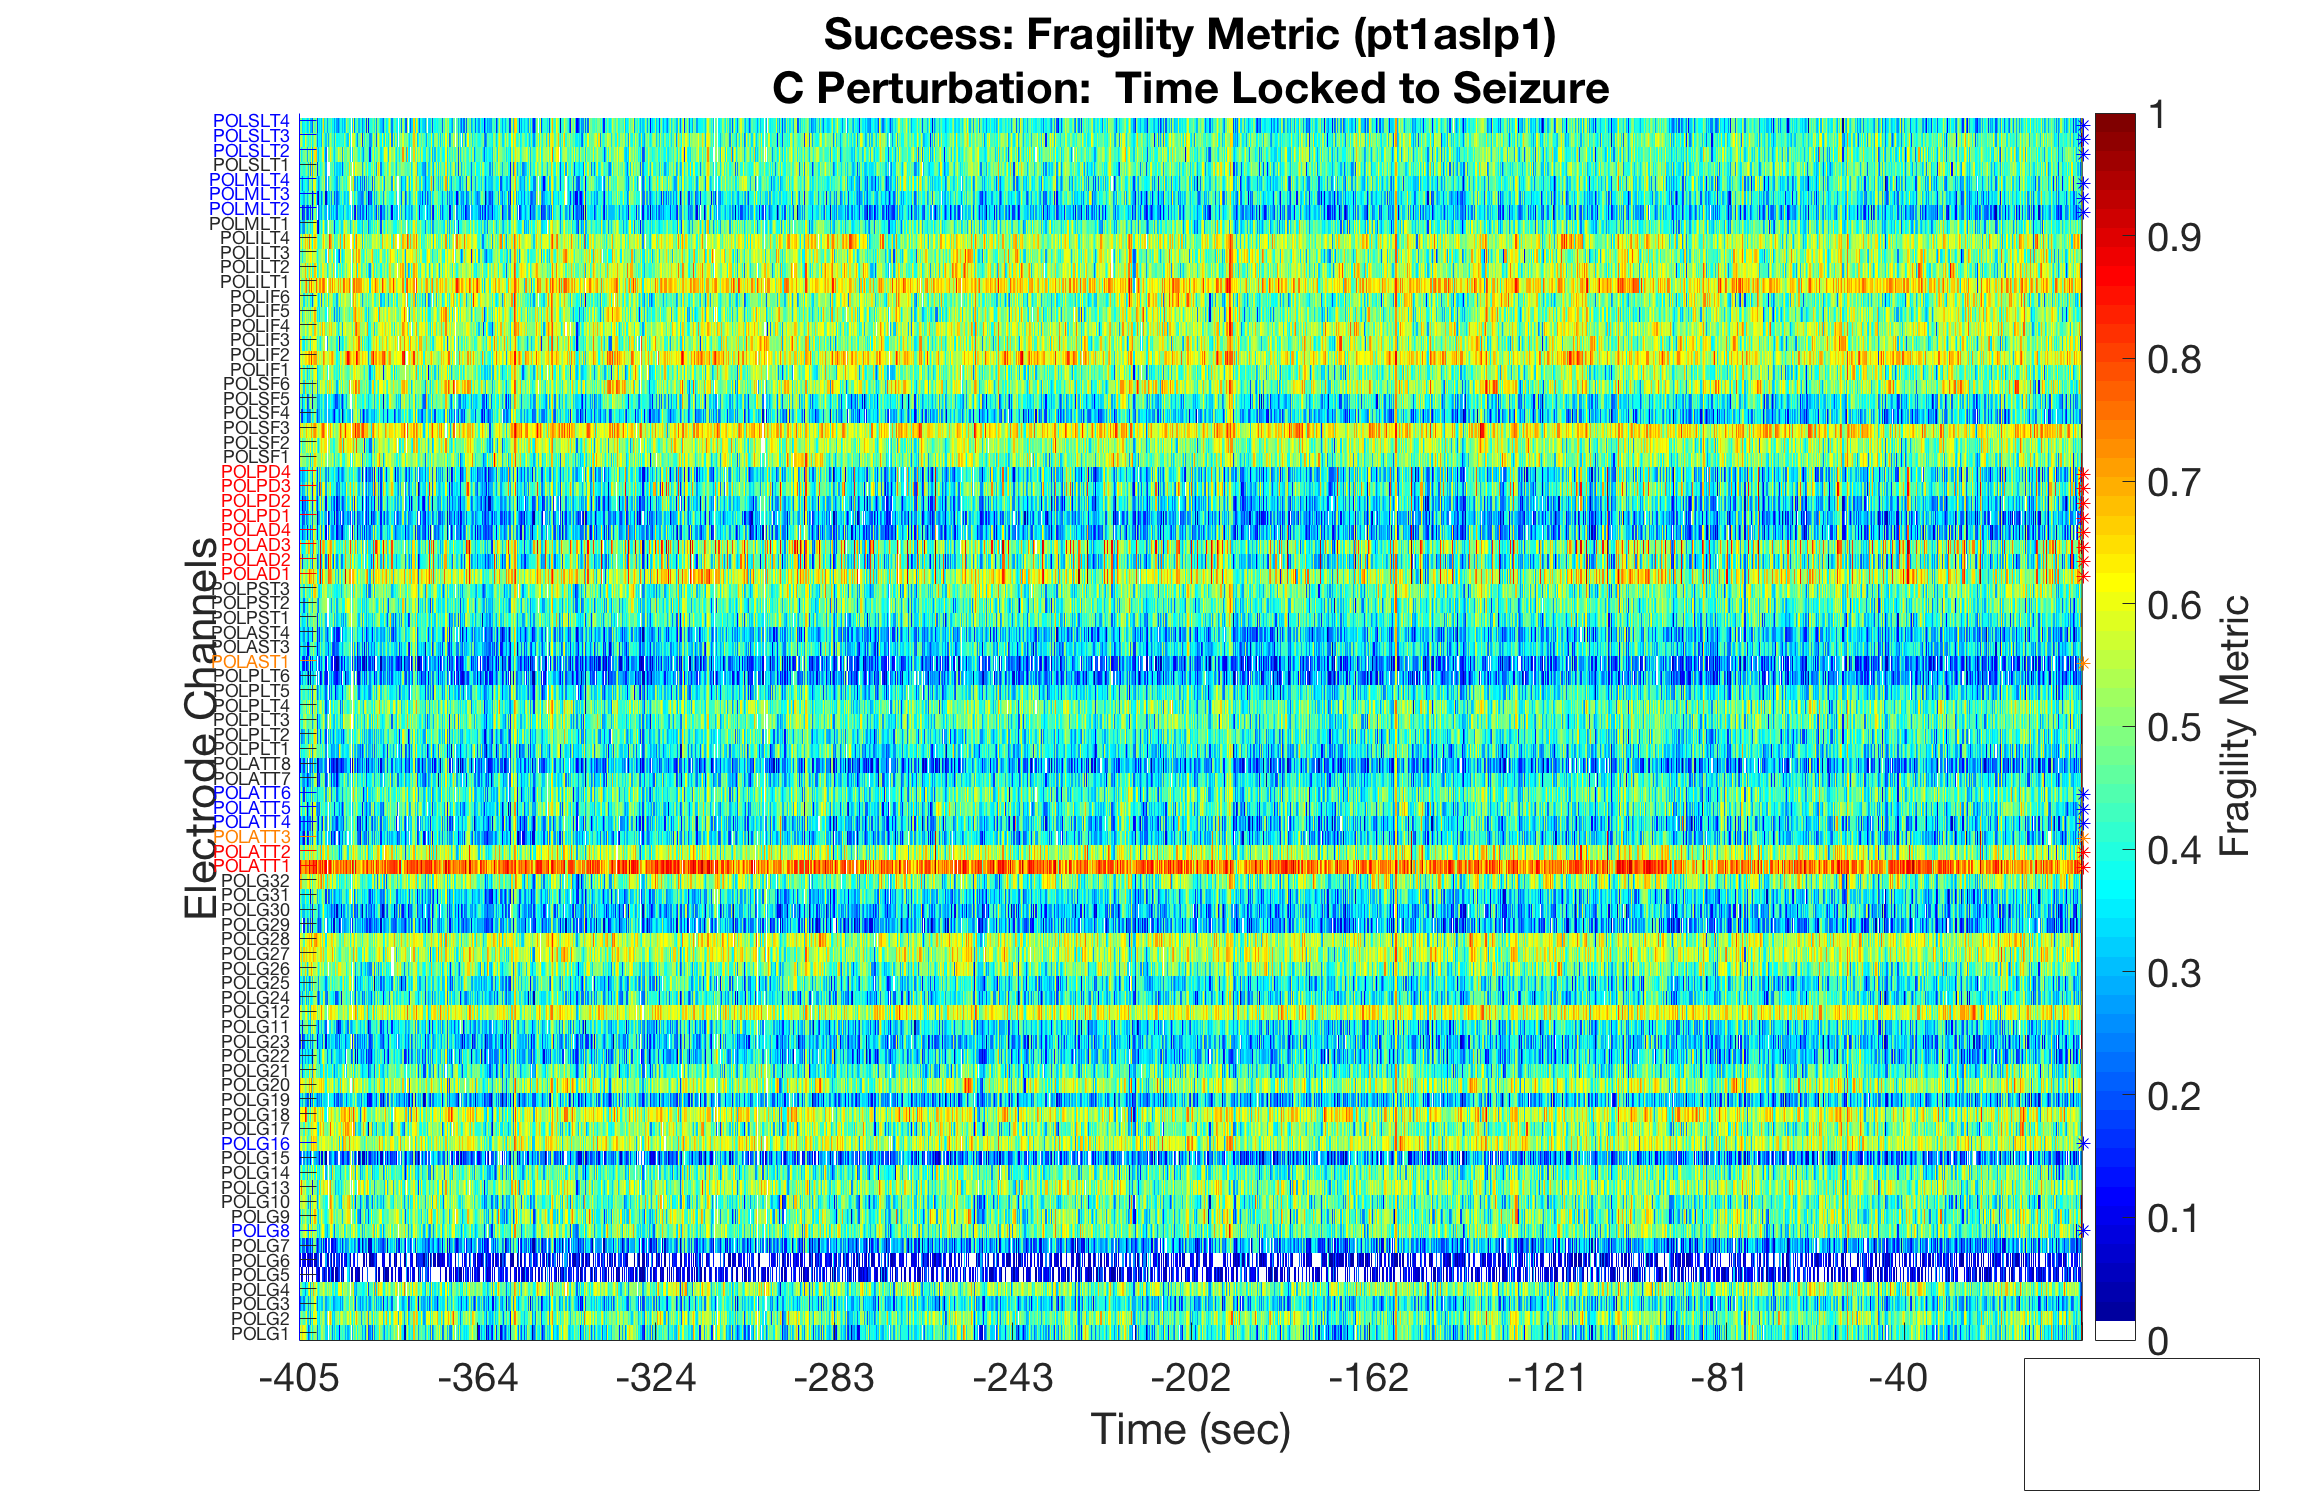 Success: Fragility Metric (pt1aslp1)
C Perturbation:  Time Locked to Seizure
Electrode Channels
POLSLT4
POLSLT3
POLSLT2
POLSLT1
POLMLT4
POLMLT3
POLMLT2
POLMLT1
POLILT4
POLILT3
POLILT2
POLILT1
POLIF6
POLIF5
POLIF4
POLIF3
POLIF2
POLIF1
POLSF6
POLSF5
POLSF4
POLSF3
POLSF2
POLSF1
POLPD4
POLPD3
POLPD2
POLPD1
POLAD4
POLAD3
POLAD2
POLAD1
POLPST3
POLPST2
POLPST1
POLAST4
POLAST3
POLAST1
POLPLT6
POLPLT5
POLPLT4
POLPLT3
POLPLT2
POLPLT1
POLATT8
POLATT7
POLATT6
POLATT5
POLATT4
POLATT3
POLATT2
POLATT1
POLG32
POLG31
POLG30
POLG29
POLG28
POLG27
POLG26
POLG25
POLG24
POLG12
POLG11
POLG23
POLG22
POLG21
POLG20
POLG19
POLG18
POLG17
POLG16
POLG15
POLG14
POLG13
POLG10
POLG9
POLG8
POLG7
POLG6
POLG5
POLG4
POLG3
POLG2
POLG1
-405 -364 -324 -283 -243 -202 -162 -121 -81 -40
Time (sec)
1
0.9
0.8
0.7
0.6
0.5
0.4
0.3
0.2
0.1
0
Fragility Metric